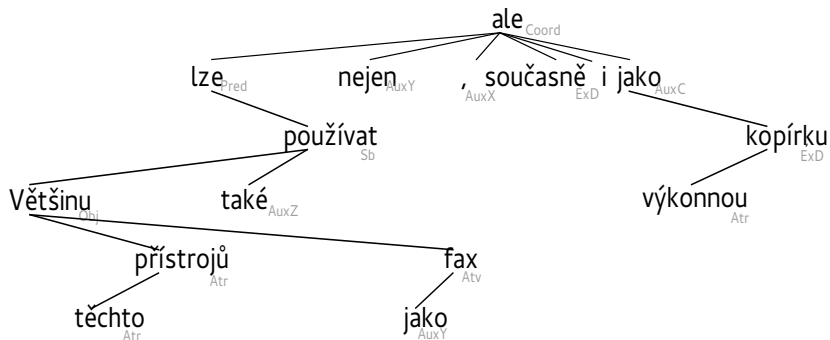 ale Coord
lze Pred nejen AuxY , AuxX současně ExD i jako AuxC
používat Sb kopírku ExD
Většinu Obj také AuxZ výkonnou Atr
přístrojů Atr fax Atv
těchto Atr jako AuxY